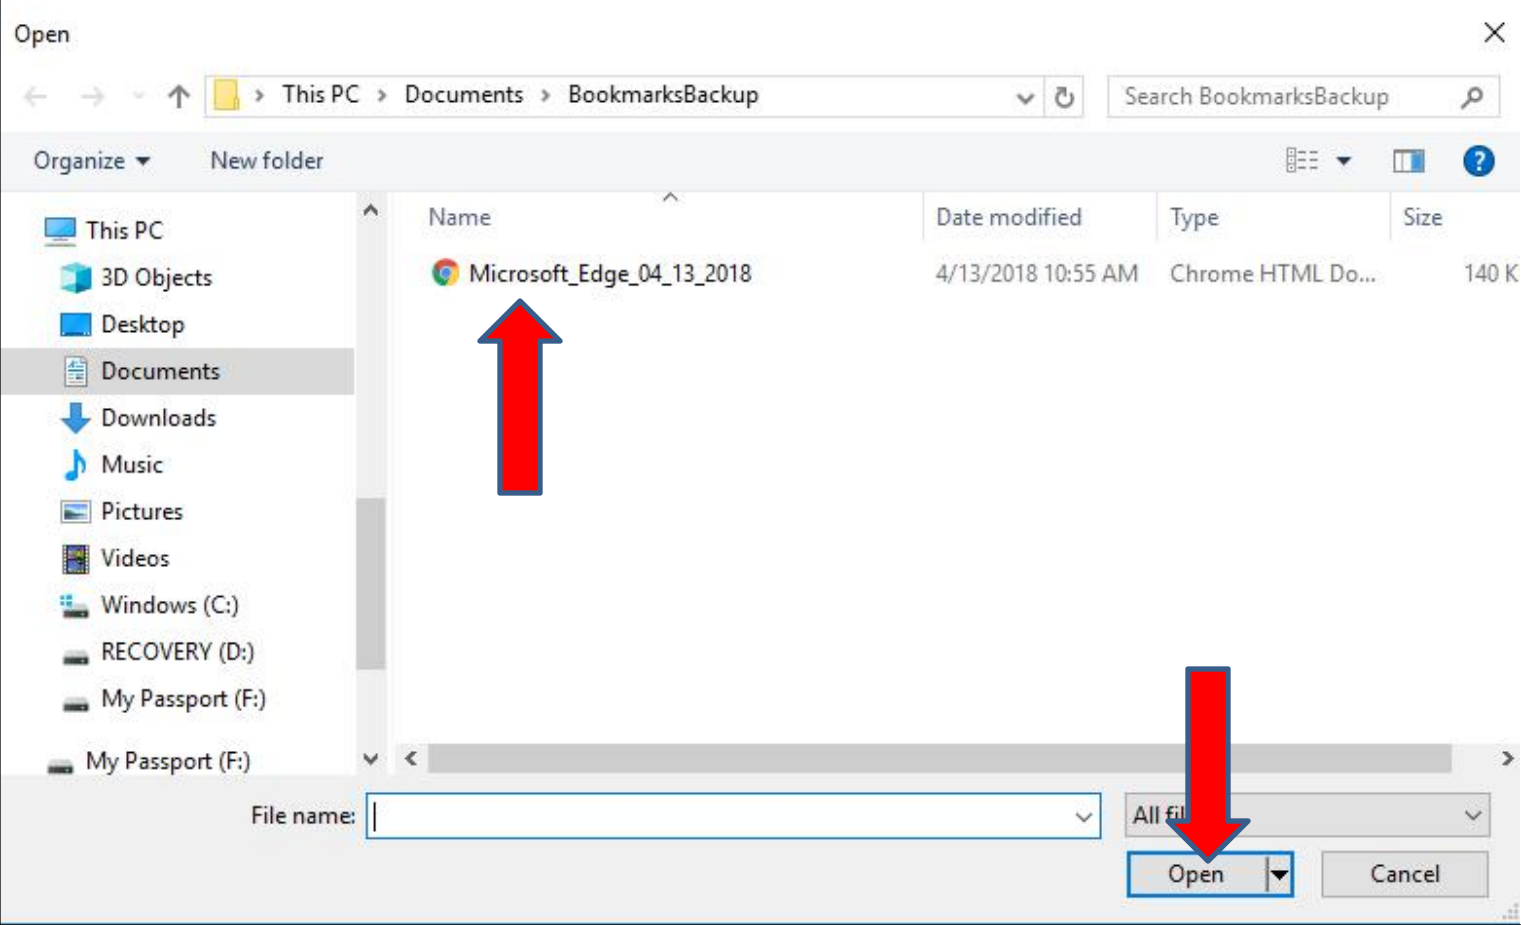 Open
This PC > Documents > BookmarksBackup
Search BookmarksBackup
Organize
New folder
Name
Date modified
Type
Size
This PC
3D Objects
Desktop
Documents
Downloads
Music
Pictures
Videos
Windows (C:)
RECOVERY (D:)
My Passport (F:)
My Passport (F:)
Microsoft_Edge_04_13_2018 4/13/2018 10:55 AM Chrome HTML Do... 140 K
File name:
All
Open
Cancel